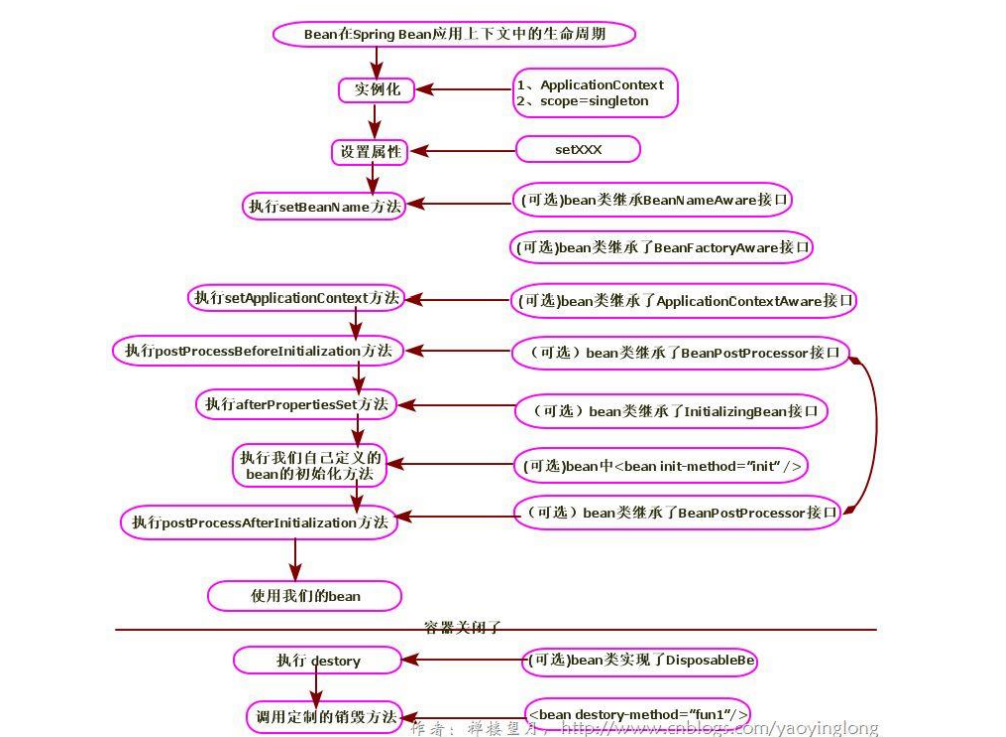 Bean在Spring Bean应用上下文中的生命周期
实例化
1、ApplicationContext
2、scope=singleton
设置属性
setXXX
执行setBeanName方法
(可选)bean类继承BeanNameAware接口
(可选)bean类继承了BeanFactoryAware接口
执行setApplicationContext方法
(可选)bean类继承了ApplicationContextAware接口
执行postProcessBeforeInitialization方法
（可选）bean类继承了BeanPostProcessor接口
执行afterPropertiesSet方法
（可选）bean类继承了InitializingBean接口
执行我们自己定义的
bean的初始化方法
(可选)bean中<bean init-method=“init” />
执行postProcessAfterInitialization方法
（可选）bean类继承了BeanPostProcessor接口
使用我们的bean
容器关闭了
执行 destory
(可选)bean类实现了DisposableBe
调用定制的销毁方法
<bean destory-method=“fun1”/>
作者：禅楼望月，http://www.cnblogs.com/yaoyinglong